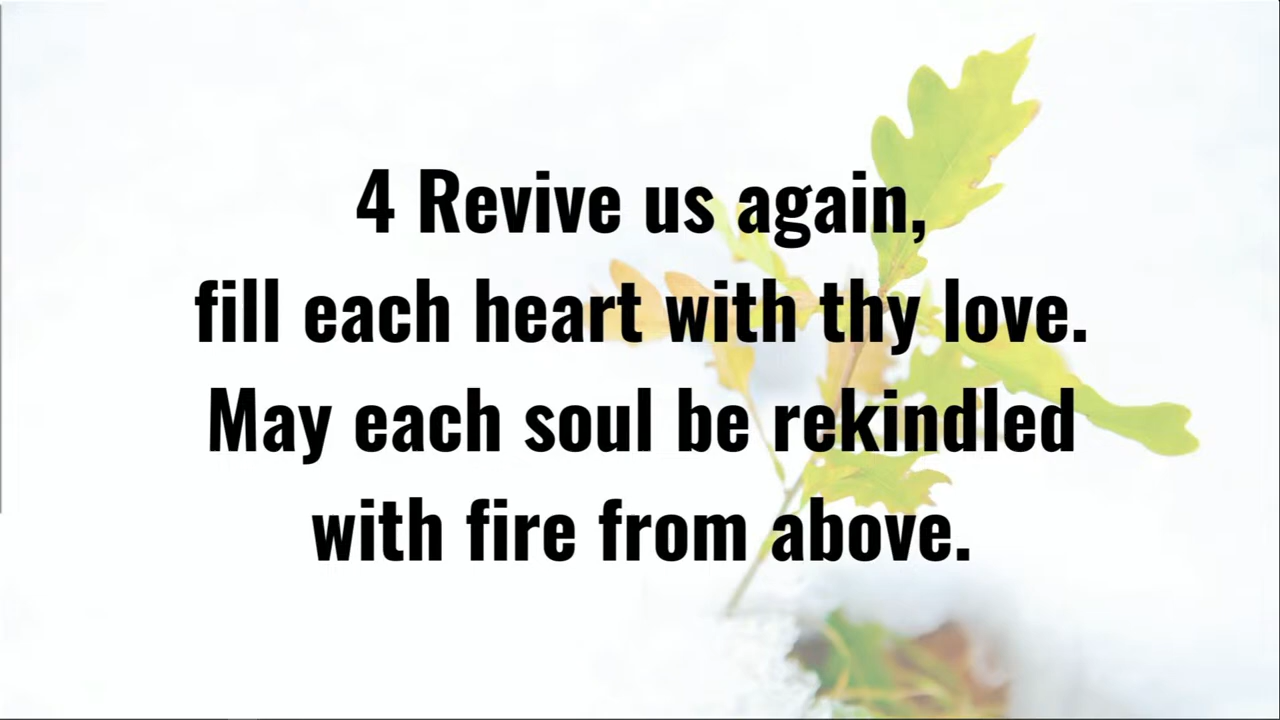 4 Revive us again,
fill each heart with thy love.
May each soul be rekindled
with fire from above.